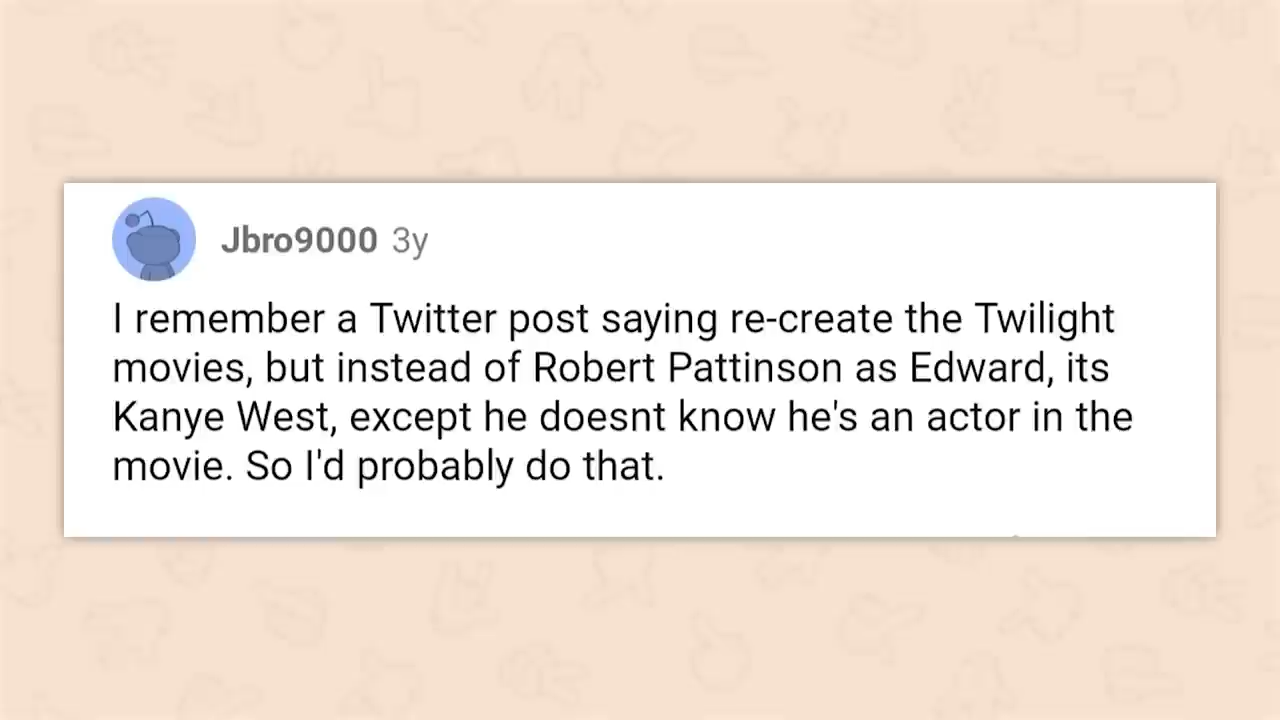 Jbro9000 3y
I remember a Twitter post saying re-create the Twilight
movies, but instead of Robert Pattinson as Edward, its
Kanye West, except he doesnt know he's an actor in the
movie. So I'd probably do that.